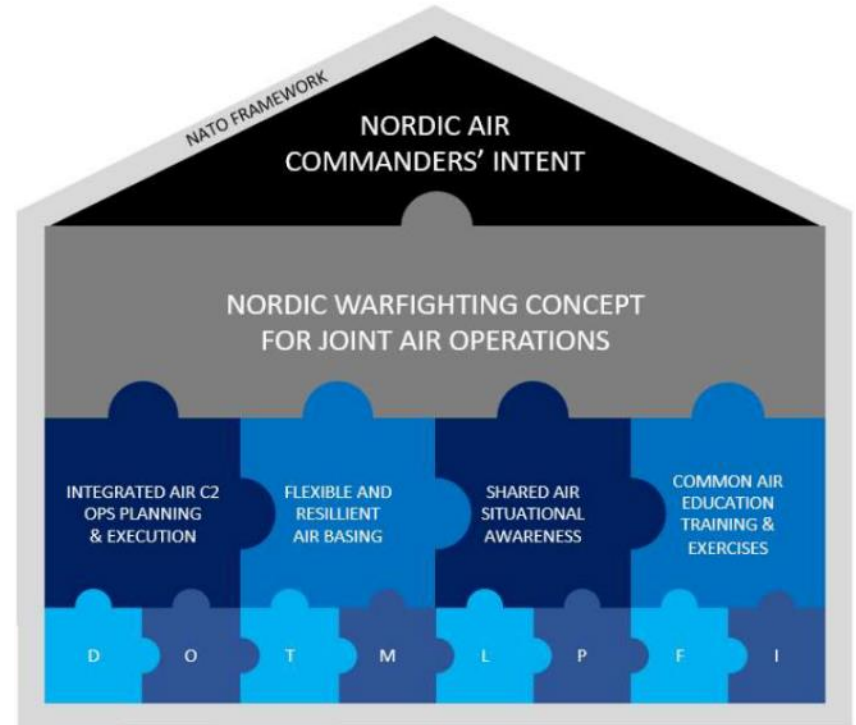 NATO FRAMEWORK
NORDIC AIR
COMMANDERS' INTENT
NORDIC WARFIGHTING CONCEPT
FOR JOINT AIR OPERATIONS
INTEGRATED AIR C2
OPS PLANNING
& EXECUTION
FLEXIBLE AND
RESILLIENT
AIR BASING
SHARED AIR
SITUATIONAL
AWARENESS
COMMON AIR
EDUCATION
TRAINING &
EXERCISES
D O T M L P F I